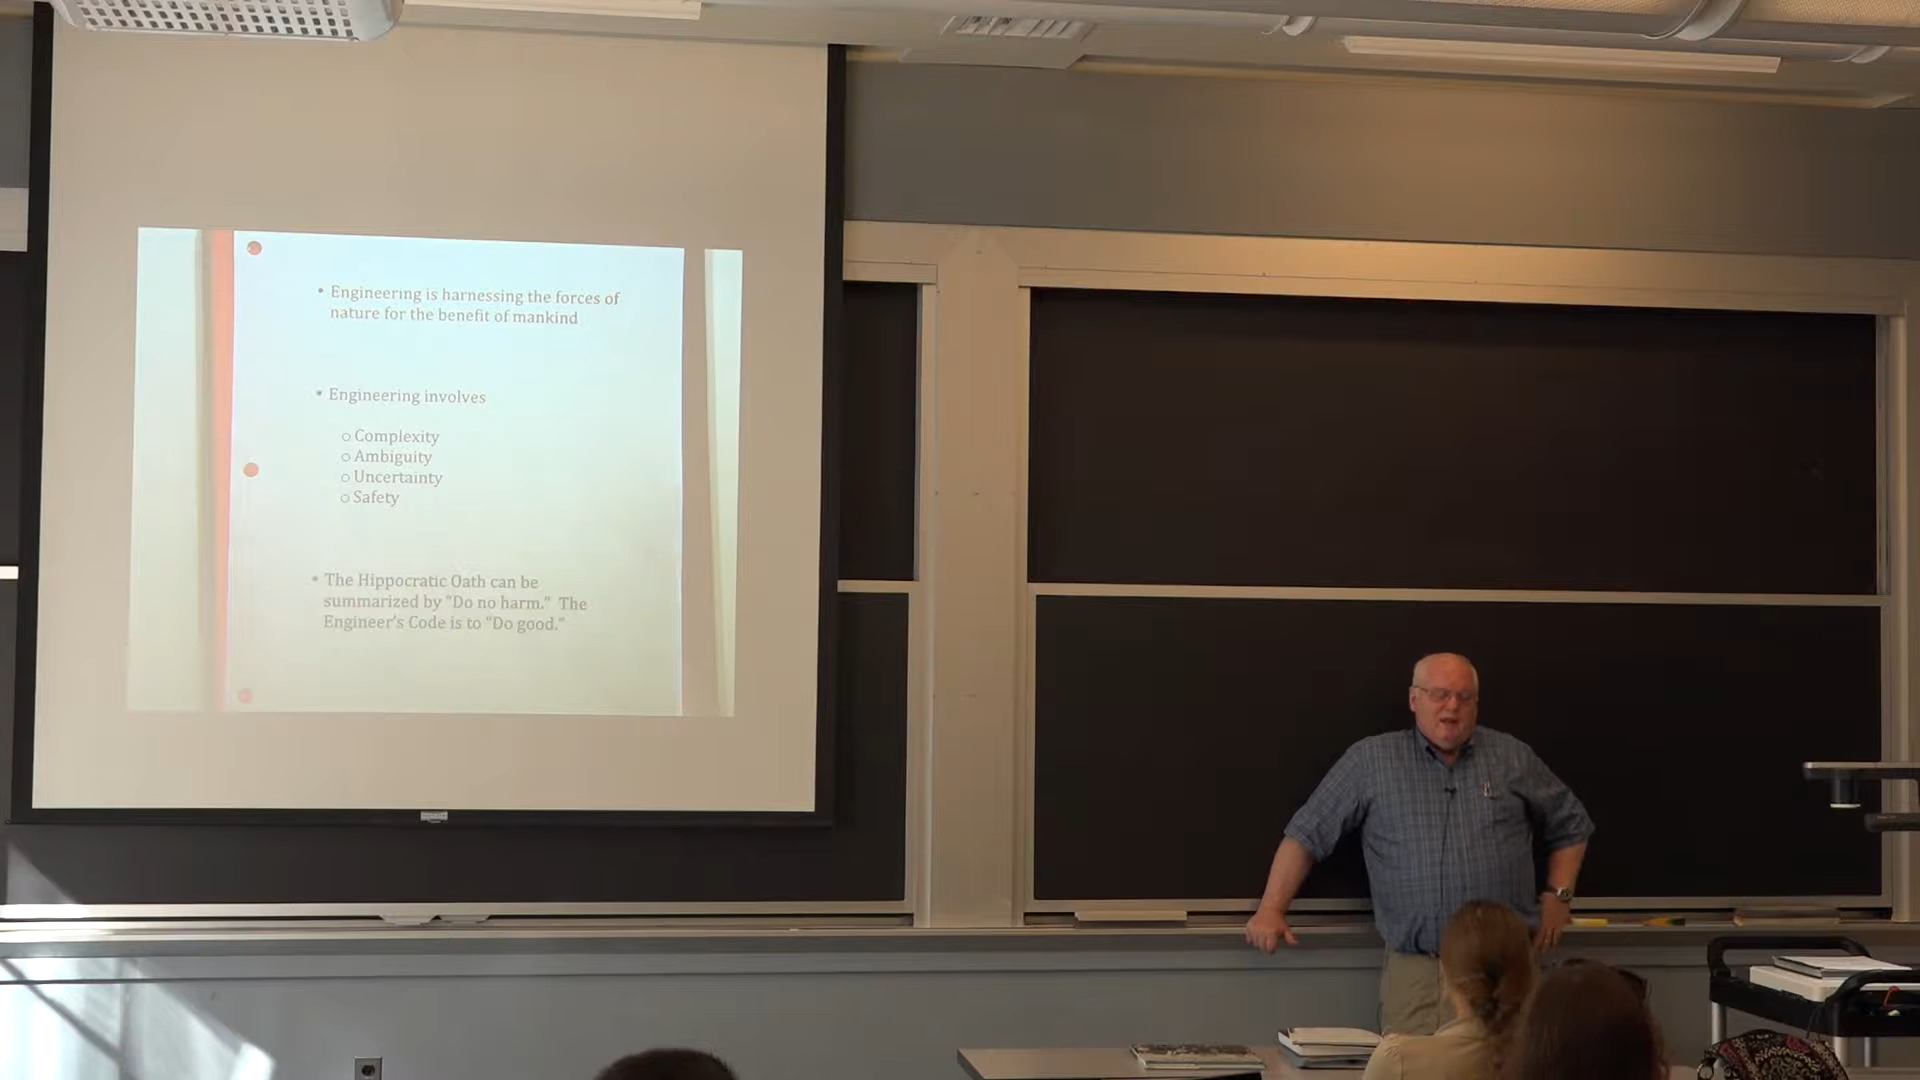 • Engineering is harnessing the forces of
nature for the benefit of mankind
• Engineering involves
o Complexity
o Ambiguity
o Uncertainty
o Safety
• The Hippocratic Oath can be
summarized by "Do no harm." The
Engineer's Code is to "Do good."